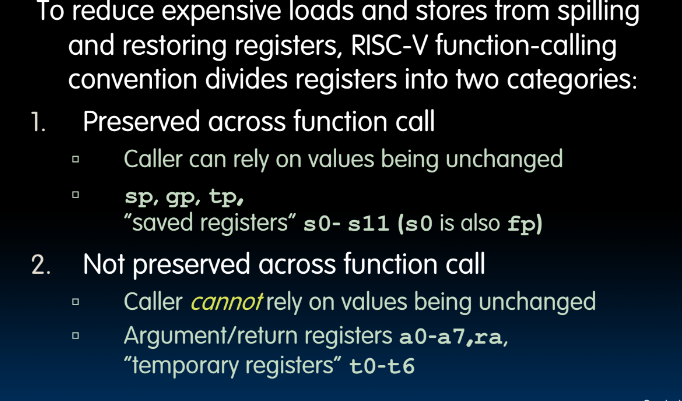 To reduce expensive loads and stores from spilling
and restoring registers, RISC-V function-calling
convention divides registers into two categories:
1. Preserved across function call
▫ Caller can rely on values being unchanged
▫ sp, gp, tp,
"saved registers" s0- s11 (s0 is also fp)
2. Not preserved across function call
▫ Caller cannot rely on values being unchanged
▫ Argument/return registers a0-a7,ra,
"temporary registers" t0-t6